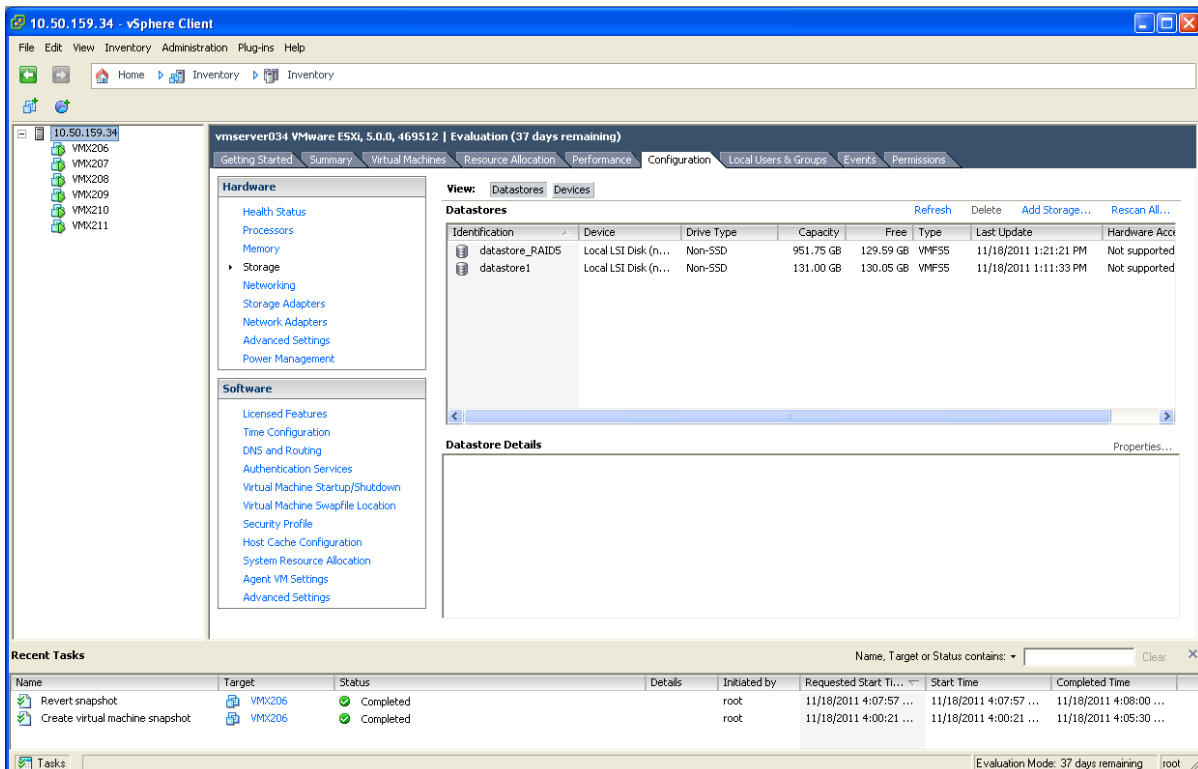 10.50.159.34 - vSphere Client
File Edit View Inventory Administration Plug-ins Help
Home Inventory Inventory
10.50.159.34
VMX206
VMX207
VMX208
VMX209
VMX210
VMX211
vmserver034 VMware ESXi, 5.0.0, 469512 | Evaluation (37 days remaining)
Getting Started Summary Virtual Machines Resource Allocation Performance Configuration Local Users & Groups Events Permissions
Hardware
Health Status
Processors
Memory
Storage
Networking
Storage Adapters
Network Adapters
Advanced Settings
Power Management
Software
Licensed Features
Time Configuration
DNS and Routing
Authentication Services
Virtual Machine Startup/Shutdown
Virtual Machine Swapfile Location
Security Profile
Host Cache Configuration
System Resource Allocation
Agent VM Settings
Advanced Settings
View: Datastores Devices
Datastores Refresh Delete Add Storage... Rescan All...
Identification Device Drive Type Capacity Free Type Last Update Hardware Acce
datastore_RAID5 Local LSI Disk (n... Non-SSD 951.75 GB 129.59 GB VMFS5 11/18/2011 1:21:21 PM Not supported
datastore1 Local LSI Disk (n... Non-SSD 131.00 GB 130.05 GB VMFS5 11/18/2011 1:11:33 PM Not supported
Datastore Details Properties...
Recent Tasks Name, Target or Status contains: Clear
Name Target Status Details Initiated by Requested Start Ti... Start Time Completed Time
Revert snapshot VMX206 Completed root 11/18/2011 4:07:57 ... 11/18/2011 4:07:57 ... 11/18/2011 4:08:00 ...
Create virtual machine snapshot VMX206 Completed root 11/18/2011 4:00:21 ... 11/18/2011 4:00:21 ... 11/18/2011 4:05:30 ...
Tasks Evaluation Mode: 37 days remaining root